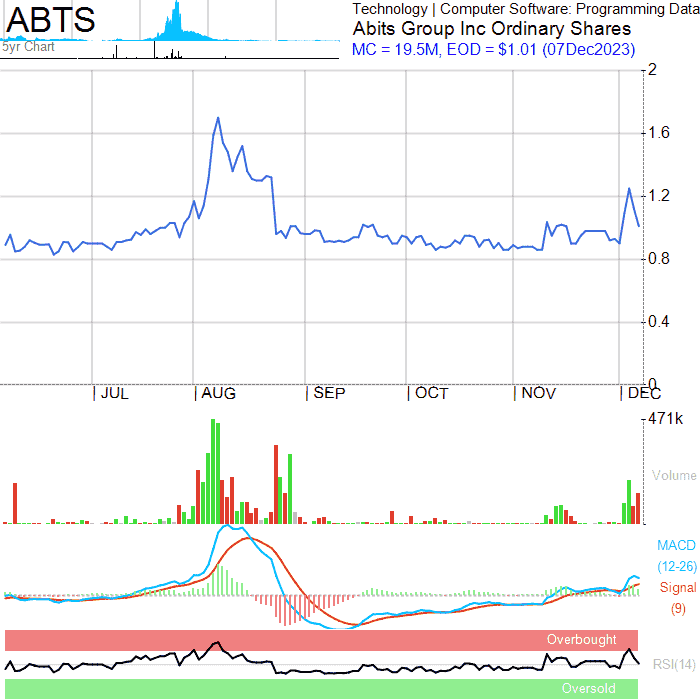 ABTS
5yr Chart
Technology | Computer Software: Programming Data
Abits Group Inc Ordinary Shares
MC = 19.5M, EOD = $1.01 (07Dec2023)
2
1.6
1.2
0.8
0.4
0
JUL
AUG
SEP
OCT
NOV
DEC
471k
Volume
MACD
(12-26)
Signal
(9)
Overbought
RSI(14)
Oversold